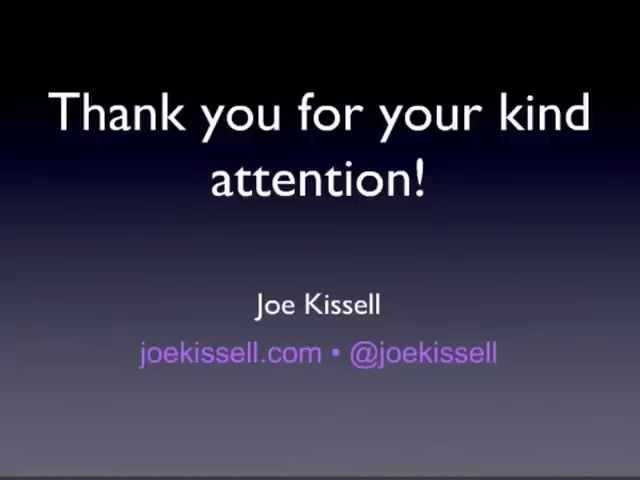 Thank you for your kind
attention!
Joe Kissell
joekissell.com • @joekissell